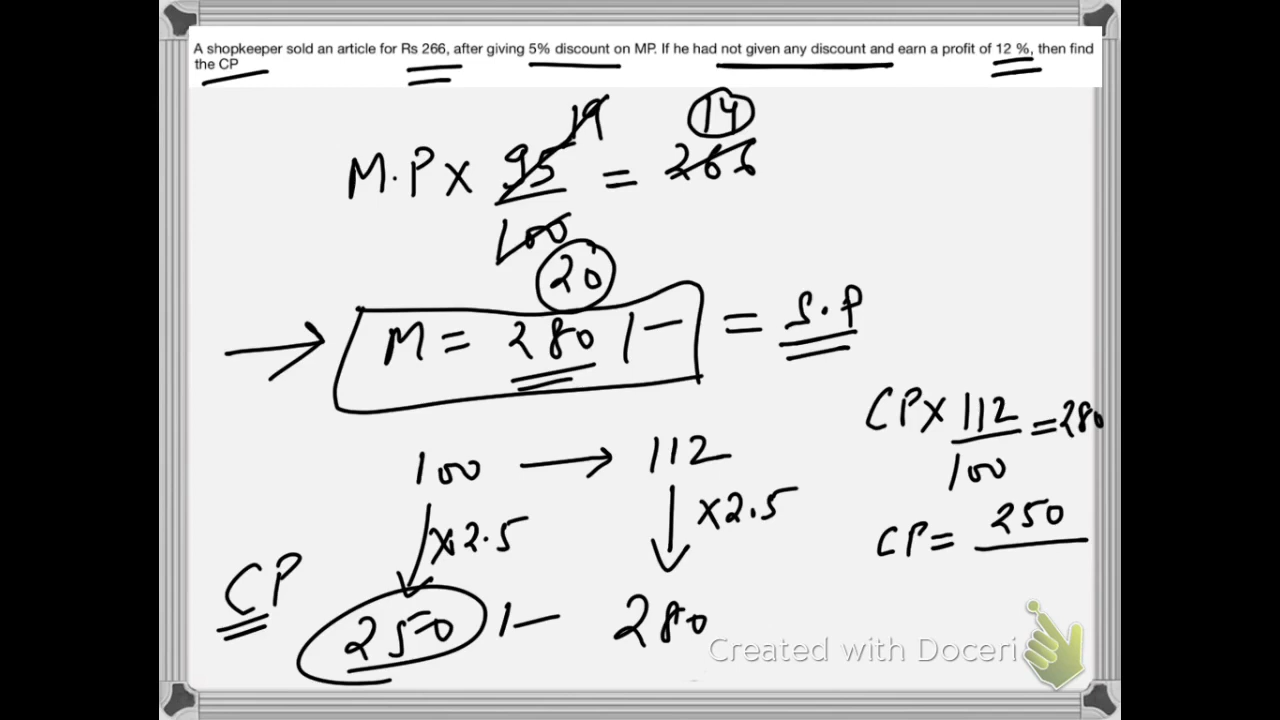 A shopkeeper sold an article for Rs 266, after giving 5% discount on MP. If he had not given any discount and earn a profit of 12 %, then find
the CP
M.P x 95/100 = 266
19
14
20
M = 280/- = S.P
100 → 112
x2.5
x2.5
CP
250/- 280
CP x 112/100 = 280
CP = 250
Created with Doceri